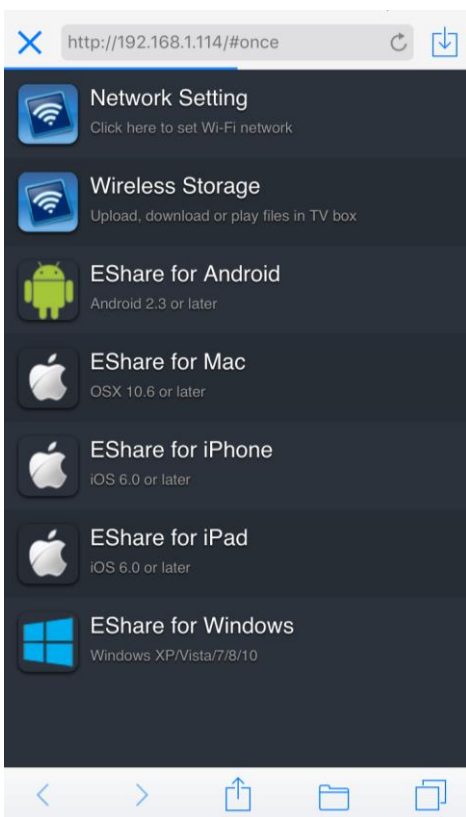 http://192.168.1.114/#once
Network Setting
Click here to set Wi-Fi network
Wireless Storage
Upload, download or play files in TV box
EShare for Android
Android 2.3 or later
EShare for Mac
OSX 10.6 or later
EShare for iPhone
iOS 6.0 or later
EShare for iPad
iOS 6.0 or later
EShare for Windows
Windows XP/Vista/7/8/10